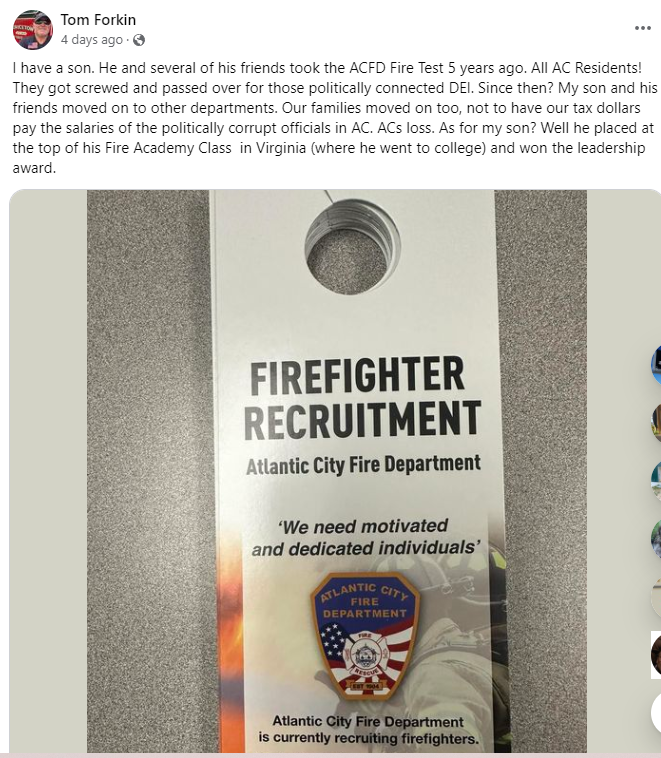 Tom Forkin
4 days ago ·
I have a son. He and several of his friends took the ACFD Fire Test 5 years ago. All AC Residents!
They got screwed and passed over for those politically connected DEI. Since then? My son and his
friends moved on to other departments. Our families moved on too, not to have our tax dollars
pay the salaries of the politically corrupt officials in AC. ACs loss. As for my son? Well he placed at
the top of his Fire Academy Class in Virginia (where he went to college) and won the leadership
award.
FIREFIGHTER
RECRUITMENT
Atlantic City Fire Department
'We need motivated
and dedicated individuals'
ATLANTIC CITY
FIRE
DEPARTMENT
FIRE
RESCUE
EST 1904
Atlantic City Fire Department
is currently recruiting firefighters.